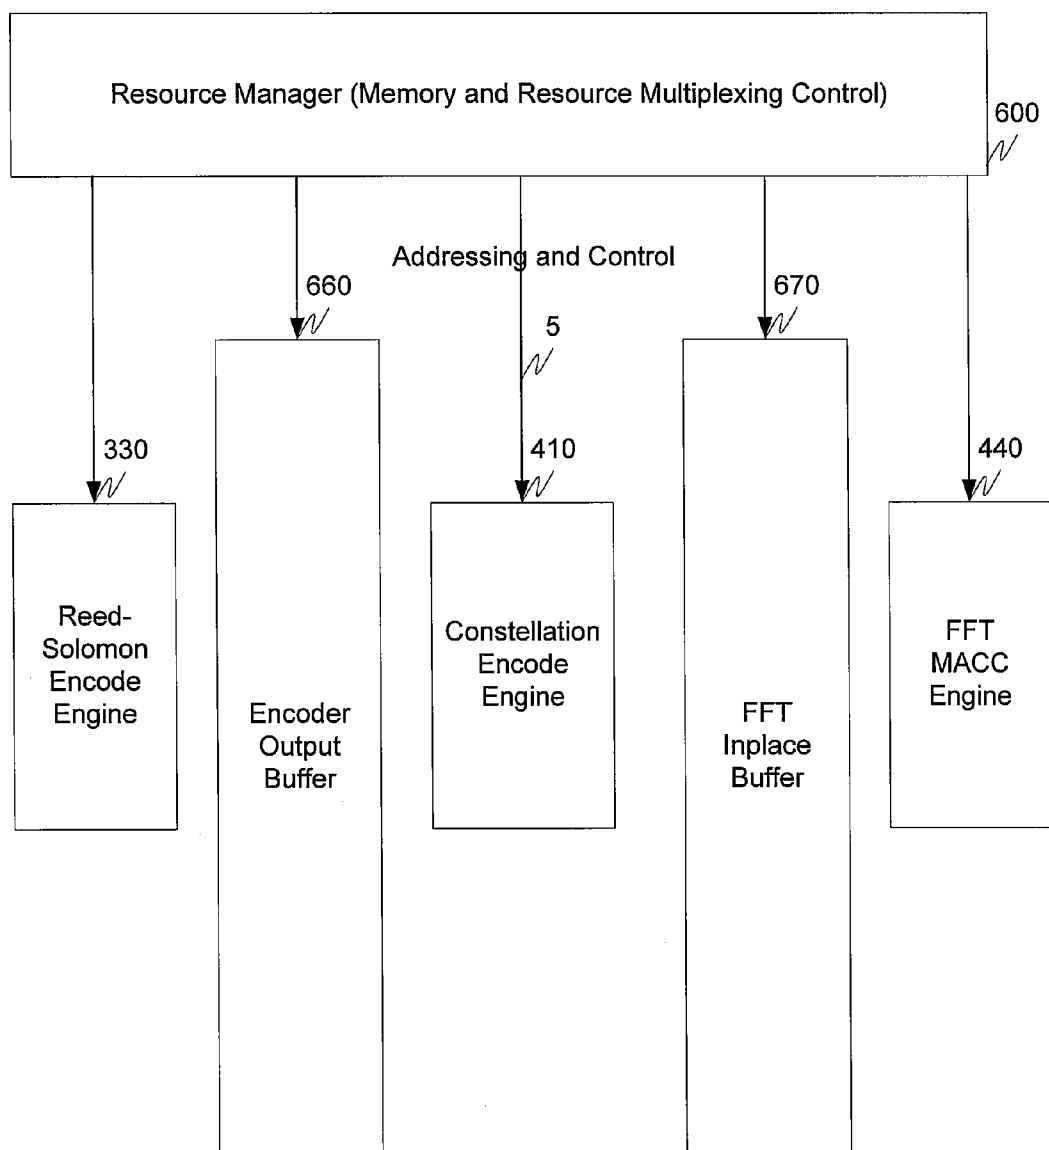 Resource Manager (Memory and Resource Multiplexing Control)
600
Addressing and Control
660
670
5
330
410
440
Reed-
Solomon
Encode
Engine
Constellation
Encode
Engine
FFT
MACC
Engine
Encoder
Output
Buffer
FFT
Inplace
Buffer